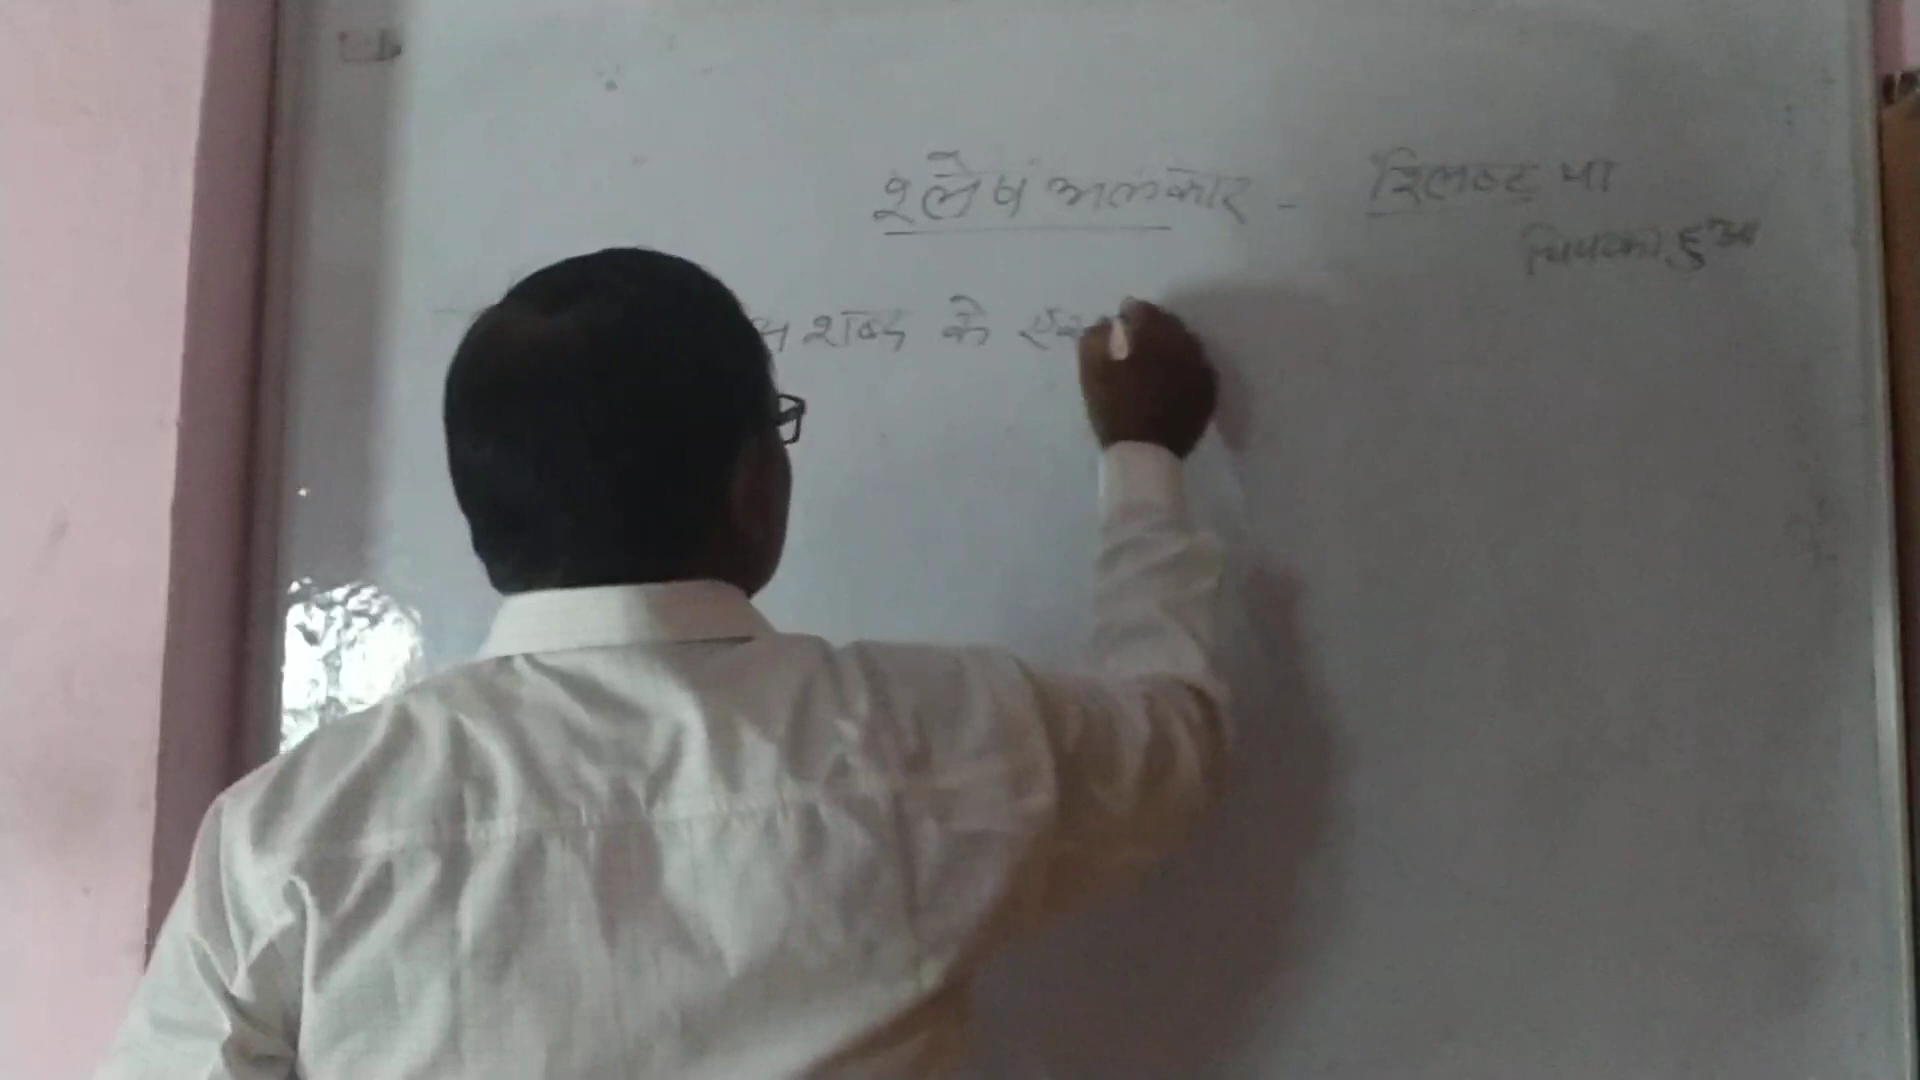 श्लेष अलंकार - श्लिष्ट या
चिपका हुआ
शब्द के